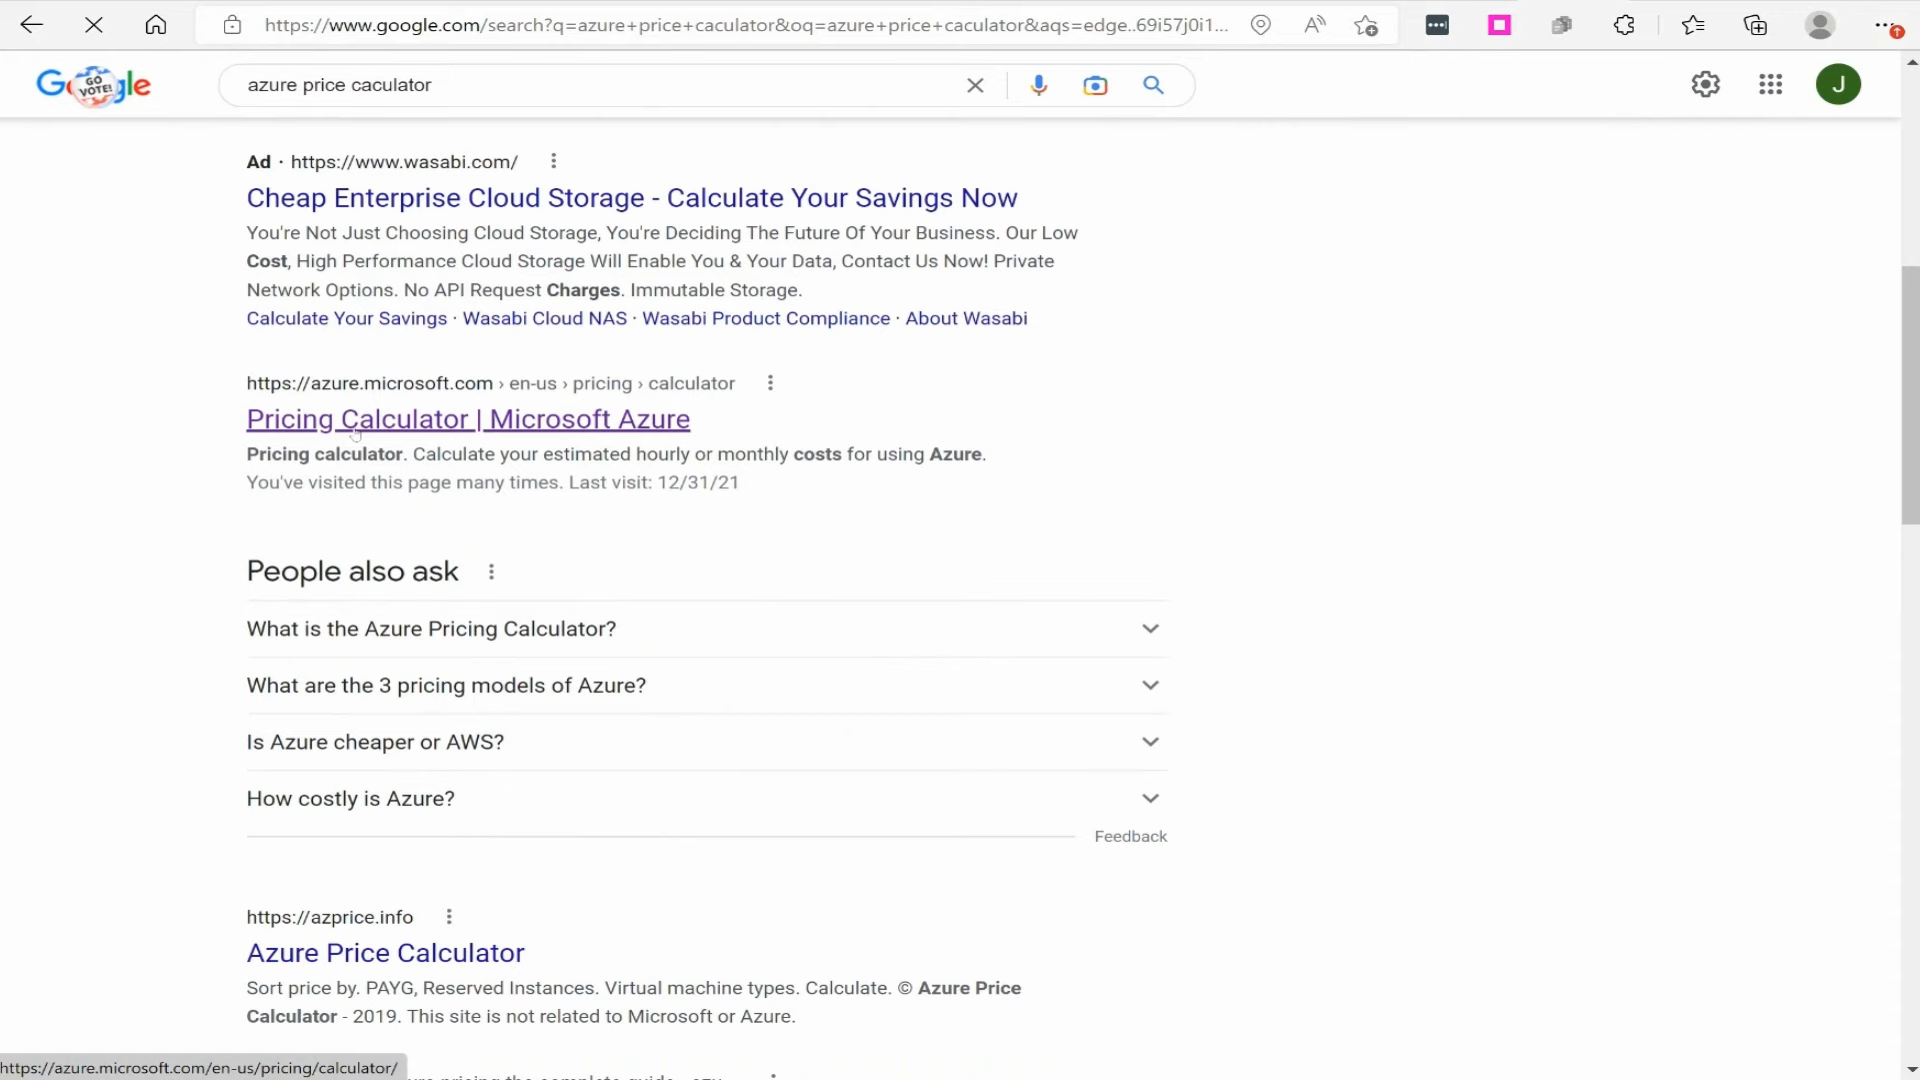 https://www.google.com/search?q=azure+price+caculator&oq=azure+price+caculator&aqs=edge..69i57j0i1...
Google
GO VOTE!
azure price caculator
J
Ad · https://www.wasabi.com/
Cheap Enterprise Cloud Storage - Calculate Your Savings Now
You're Not Just Choosing Cloud Storage, You're Deciding The Future Of Your Business. Our Low
Cost, High Performance Cloud Storage Will Enable You & Your Data, Contact Us Now! Private
Network Options. No API Request Charges. Immutable Storage.
Calculate Your Savings · Wasabi Cloud NAS · Wasabi Product Compliance · About Wasabi
https://azure.microsoft.com › en-us › pricing › calculator
Pricing Calculator | Microsoft Azure
Pricing calculator. Calculate your estimated hourly or monthly costs for using Azure.
You've visited this page many times. Last visit: 12/31/21
People also ask
What is the Azure Pricing Calculator?
What are the 3 pricing models of Azure?
Is Azure cheaper or AWS?
How costly is Azure?
Feedback
https://azprice.info
Azure Price Calculator
Sort price by. PAYG, Reserved Instances. Virtual machine types. Calculate. © Azure Price
Calculator - 2019. This site is not related to Microsoft or Azure.
https://azure.microsoft.com/en-us/pricing/calculator/